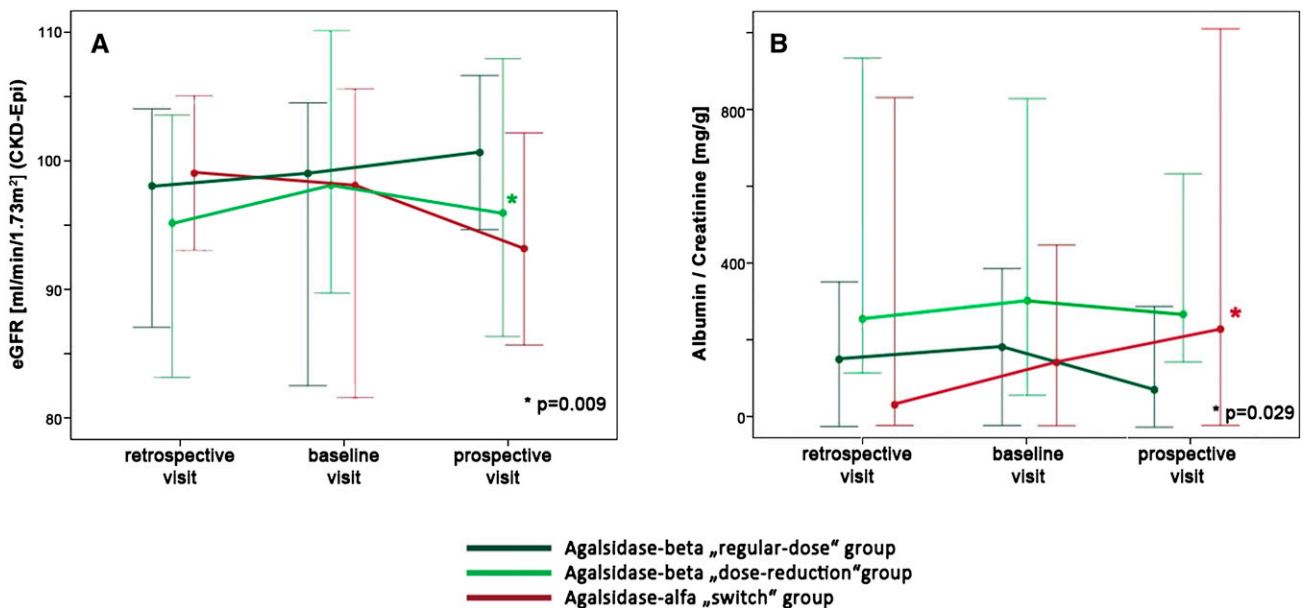 A
eGFR [ml/min/1.73m²] (CKD-Epi)
110
100
90
80
*
* p=0.009
retrospective visit
baseline visit
prospective visit
B
Albumin / Creatinine [mg/g]
800
400
0
*
* p=0.029
retrospective visit
baseline visit
prospective visit
Agalsidase-beta „regular-dose“ group
Agalsidase-beta „dose-reduction“group
Agalsidase-alfa „switch“ group